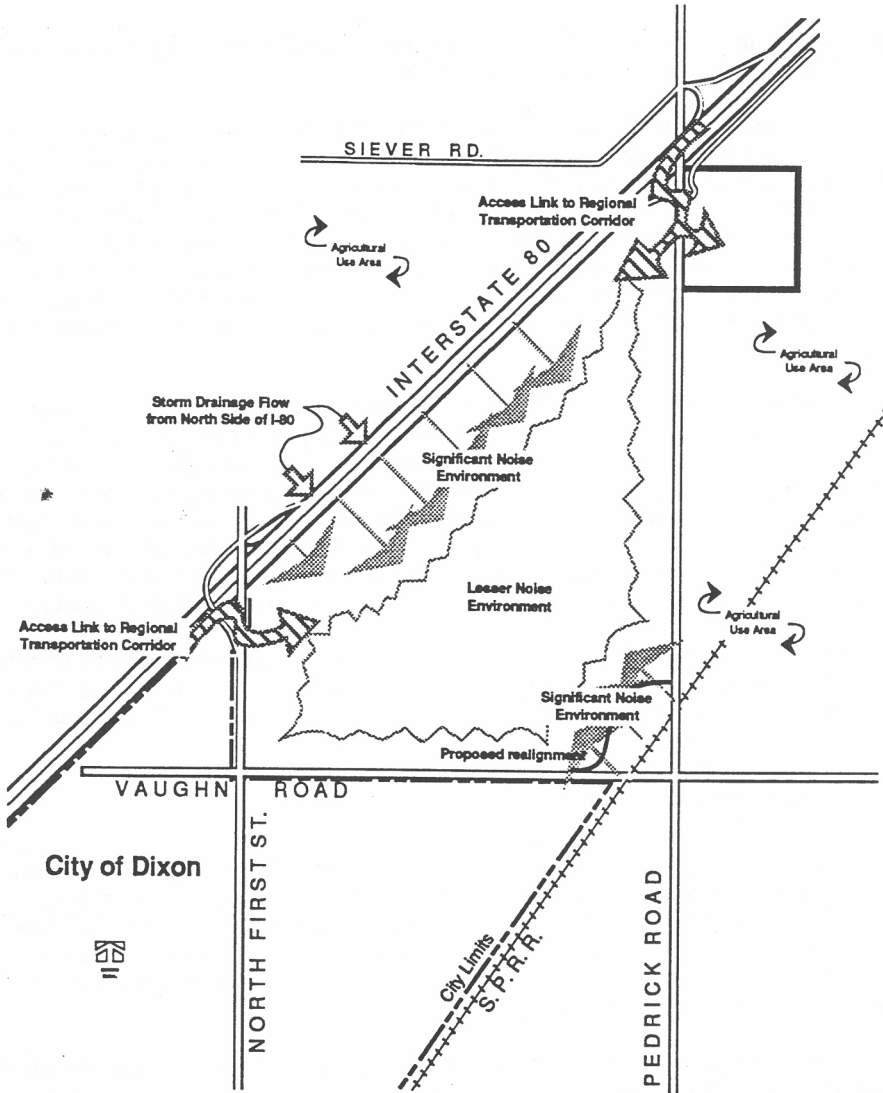 SIEVER RD.
Access Link to Regional
Transportation Corridor
Agricultural
Use Area
INTERSTATE 80
Agricultural
Use Area
Storm Drainage Flow
from North Side of I-80
Significant Noise
Environment
Lesser Noise
Environment
Agricultural
Use Area
Access Link to Regional
Transportation Corridor
Significant Noise
Environment
Proposed realignment
VAUGHN ROAD
City of Dixon
NORTH FIRST ST.
City Limits
S. P. R. R.
PEDRICK ROAD